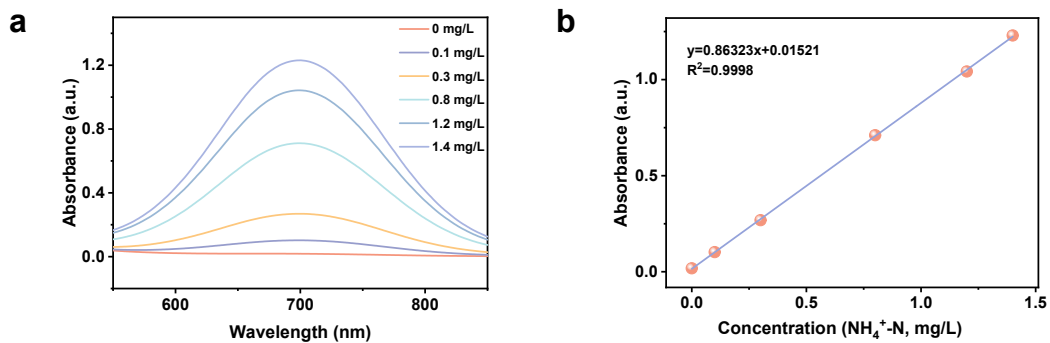 a
0 mg/L
0.1 mg/L
0.3 mg/L
0.8 mg/L
1.2 mg/L
1.4 mg/L
1.2
0.8
0.4
0.0
Absorbance (a.u.)
600
700
800
Wavelength (nm)
b
y=0.86323x+0.01521
R²=0.9998
1.0
0.5
0.0
Absorbance (a.u.)
0.0
0.5
1.0
1.5
Concentration (NH₄⁺-N, mg/L)